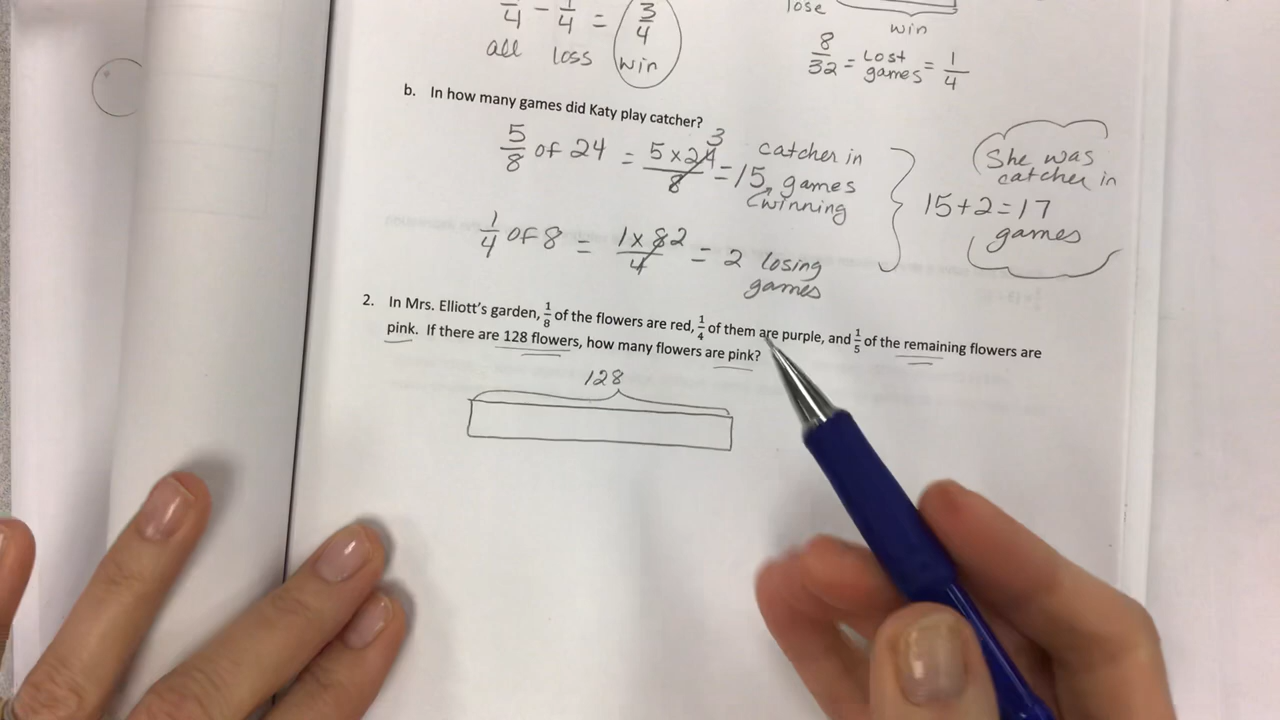 4 - 1/4 = 3/4
all loss win
lose
win
8/32 = Lost games = 1/4
b. In how many games did Katy play catcher?
5/8 of 24 = 5 x 24/8 = 15 games
3
catcher in
winning
1/4 of 8 = 1 x 8/4 = 2 losing games
2
She was
catcher in
15 + 2 = 17
games
2. In Mrs. Elliott's garden, 1/8 of the flowers are red, 1/4 of them are purple, and 1/5 of the remaining flowers are
pink. If there are 128 flowers, how many flowers are pink?
128